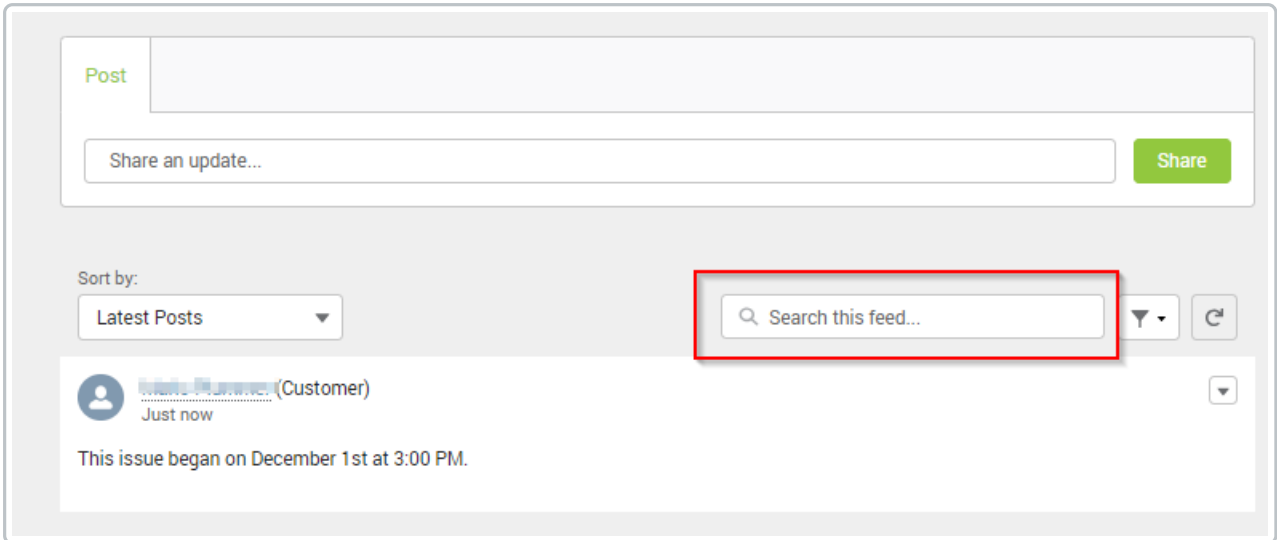 Post
Share an update...
Share
Sort by:
Latest Posts
Search this feed...
(Customer)
Just now
This issue began on December 1st at 3:00 PM.